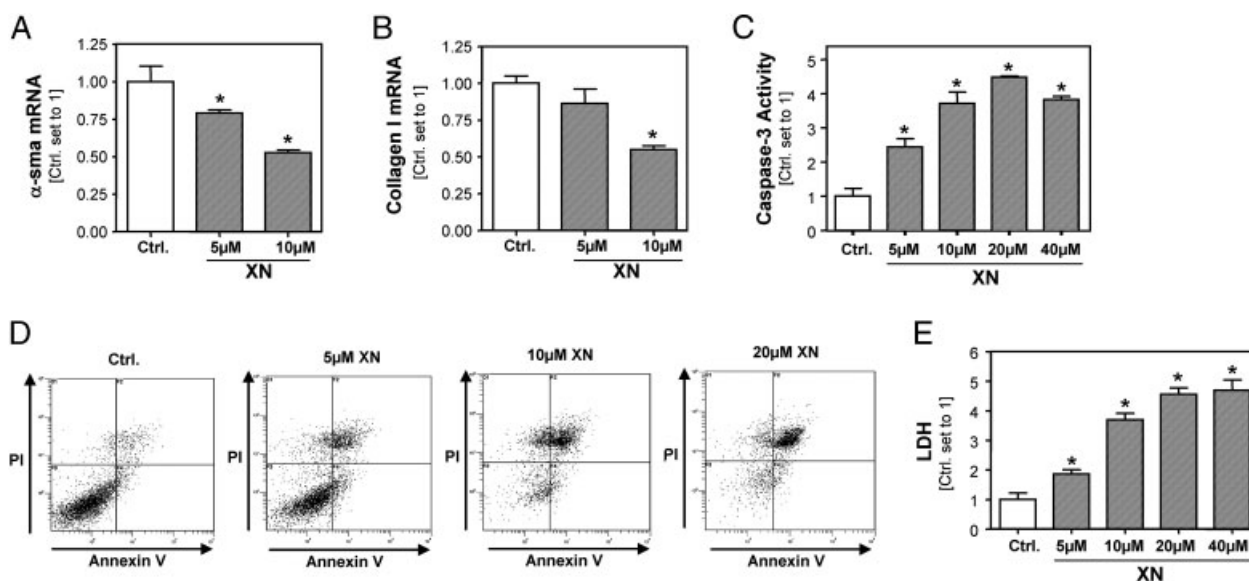 A
α-sma mRNA
[Ctrl. set to 1]
1.25
1.00
0.75
0.50
0.25
0.00
*
*
Ctrl.
5µM
10µM
XN
B
Collagen I mRNA
[Ctrl. set to 1]
1.25
1.00
0.75
0.50
0.25
0.00
*
Ctrl.
5µM
10µM
XN
C
Caspase-3 Activity
[Ctrl. set to 1]
5
4
3
2
1
0
*
*
*
*
Ctrl.
5µM
10µM
20µM
40µM
XN
D
Ctrl.
PI
Annexin V
5µM XN
PI
Annexin V
10µM XN
PI
Annexin V
20µM XN
PI
Annexin V
E
LDH
[Ctrl. set to 1]
6
5
4
3
2
1
0
*
*
*
*
Ctrl.
5µM
10µM
20µM
40µM
XN